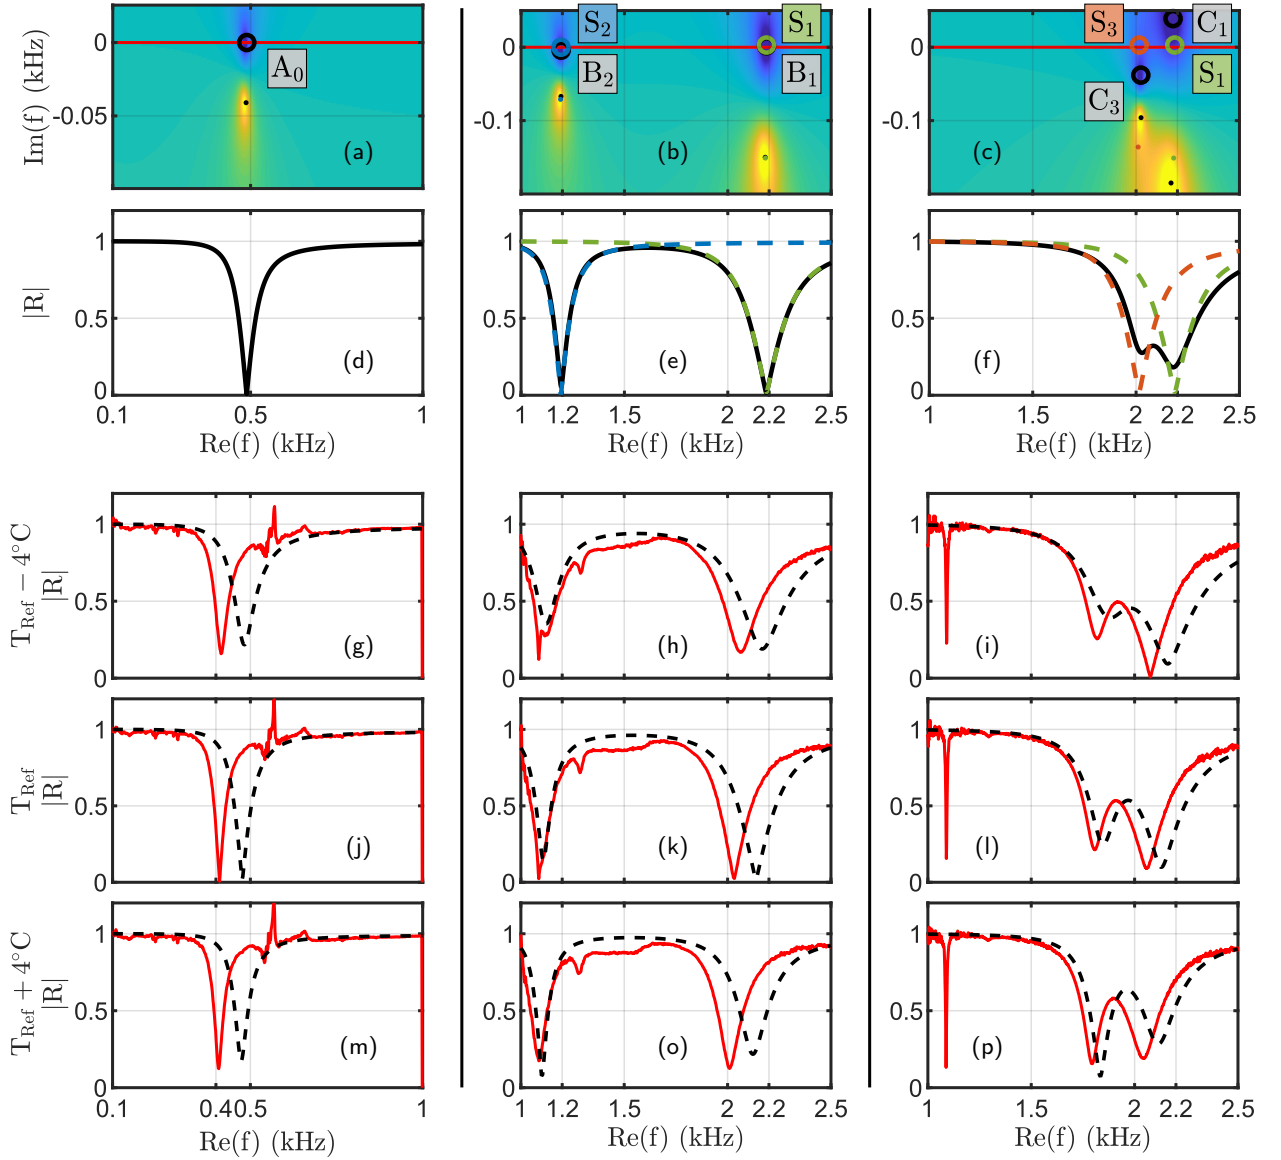 0
-0.05
Im(f) (kHz)
A0
(a)
0
-0.1
S2
B2
S1
B1
(b)
0
-0.1
S3
C1
C3
S1
(c)
1
0.5
0
|R|
(d)
0.1
0.5
1
Re(f) (kHz)
1
0.5
0
(e)
1
1.2
1.5
2
2.2
2.5
Re(f) (kHz)
1
0.5
0
(f)
1
1.5
2
2.2
2.5
Re(f) (kHz)
TRef − 4°C
|R|
1
0.5
0
(g)
1
0.5
0
(h)
1
0.5
0
(i)
TRef
|R|
1
0.5
0
(j)
1
0.5
0
(k)
1
0.5
0
(l)
TRef + 4°C
|R|
1
0.5
0
(m)
0.1
0.4
0.5
1
Re(f) (kHz)
1
0.5
0
(o)
1
1.2
1.5
2
2.2
2.5
Re(f) (kHz)
1
0.5
0
(p)
1
1.5
2
2.2
2.5
Re(f) (kHz)